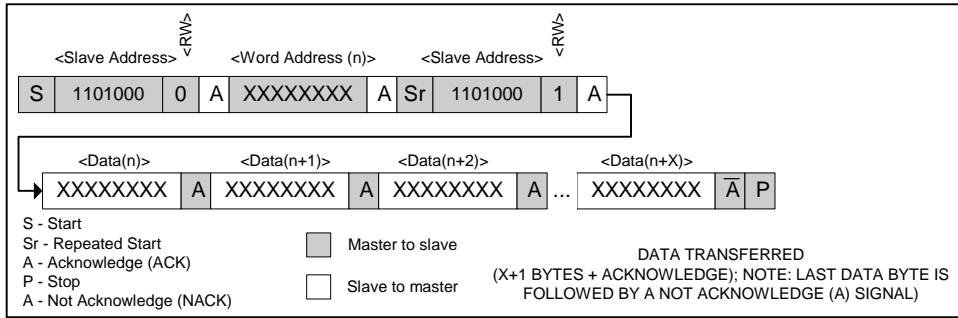 <RW> <RW>
<Slave Address> <Word Address (n)> <Slave Address>
S 1101000 0 A XXXXXXXX A Sr 1101000 1 A
<Data(n)> <Data(n+1)> <Data(n+2)> <Data(n+X)>
XXXXXXXX A XXXXXXXX A XXXXXXXX A ... XXXXXXXX A̅ P
S - Start
Sr - Repeated Start
A - Acknowledge (ACK)
P - Stop
A - Not Acknowledge (NACK)
Master to slave
Slave to master
DATA TRANSFERRED
(X+1 BYTES + ACKNOWLEDGE); NOTE: LAST DATA BYTE IS
FOLLOWED BY A NOT ACKNOWLEDGE (A) SIGNAL)